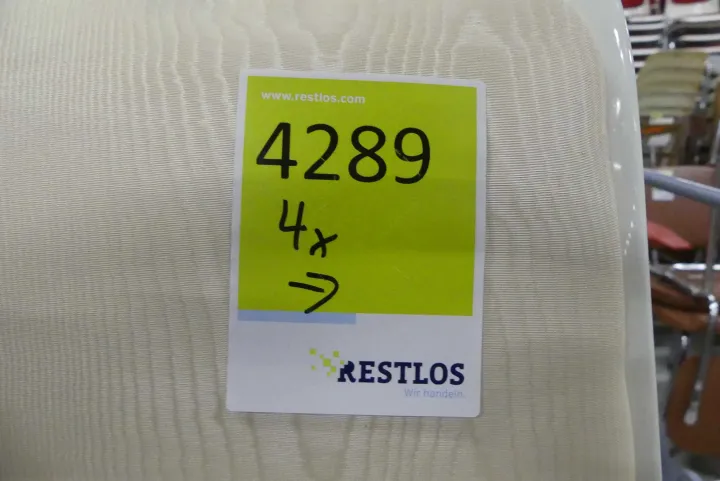 www.restlos.com
4289
4x
→
RESTLOS
Wir handeln.